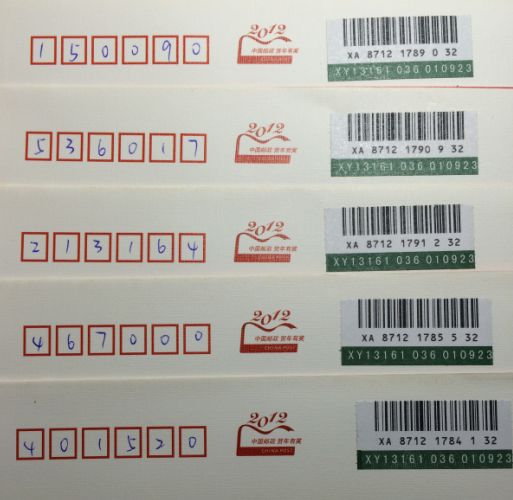 150090
2012
中国邮政 贺年有奖
XA 8712 1789 0 32
XY13161 036 010923
536017
2012
中国邮政 贺年有奖
XA 8712 1790 9 32
XY13161 036 010923
213164
2012
中国邮政 贺年有奖
CHINA POST
XA 8712 1791 2 32
XY13161 036 010923
467000
2012
中国邮政 贺年有奖
CHINA POST
XA 8712 1785 5 32
XY13161 036 010923
401520
2012
中国邮政 贺年有奖
CHINA POST
XA 8712 1784 1 32
XY13161 036 010923